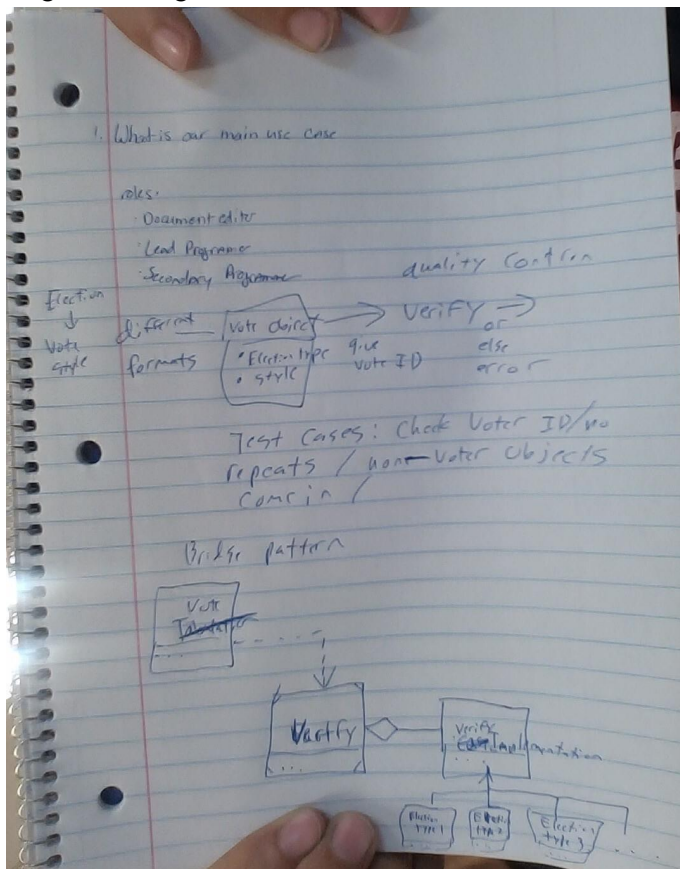 1. What is our main use case
roles:
· Document editor
· Lead Programer
· Secondary Programer
quality Control
Election
↓
Vote
style
different
formats
Vote object
• Election type
• style
give
vote ID
Verify →
or
else
error
Test Cases: Check Voter ID/no
repeats / non-Voter Objects
come in /
Bridge pattern
Vote
...
Verify
...
Verify
Implementation
...
Election
type 1
Election
type 2
Election
type 3
...